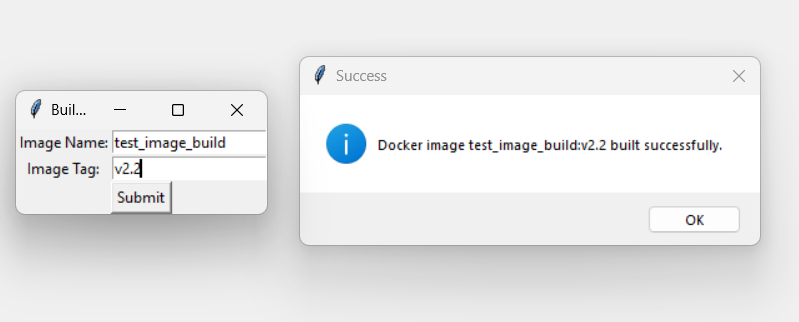 Buil...
Image Name: test_image_build
Image Tag: v2.2
Submit
Success
Docker image test_image_build:v2.2 built successfully.
OK